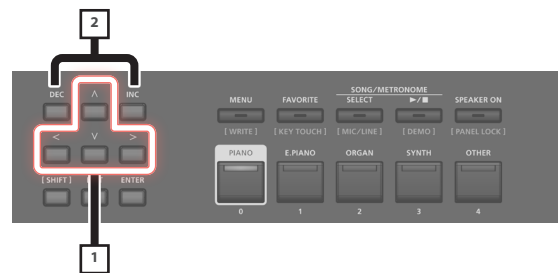 2
DEC ∧ INC
< ∨ >
[ SHIFT ] ENTER
1
SONG/METRONOME
MENU FAVORITE SELECT ►/■ SPEAKER ON
[ WRITE ] [ KEY TOUCH ] [ MIC/LINE ] [ DEMO ] [ PANEL LOCK ]
PIANO E.PIANO ORGAN SYNTH OTHER
0 1 2 3 4